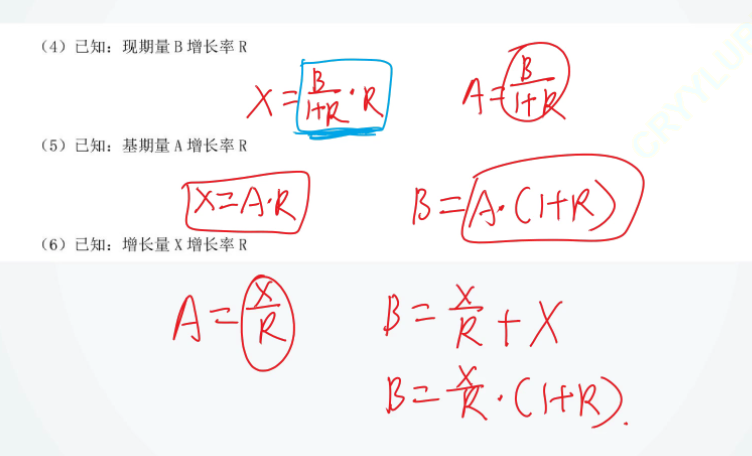 （4）已知：现期量 B 增长率 R
X = B/(1+R) · R    A = B/(1+R)
（5）已知：基期量 A 增长率 R
X = A·R    B = A·(1+R)
（6）已知：增长量 X 增长率 R
A = X/R    B = X/R + X
B = X/R · (1+R).
CRYYLUS